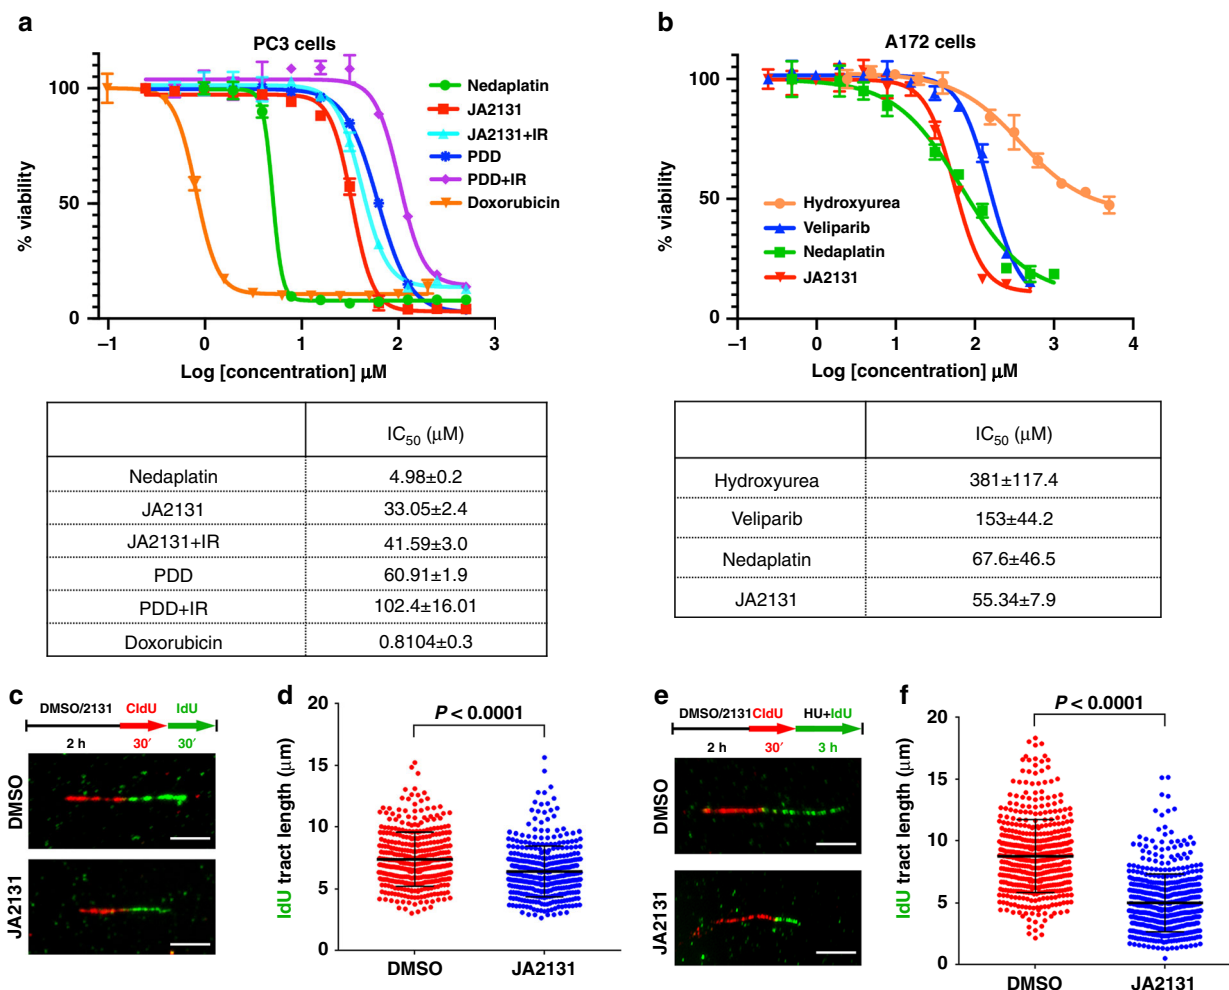 a
PC3 cells
100
50
0
% viability
–1 0 1 2 3
Log [concentration] μM
Nedaplatin
JA2131
JA2131+IR
PDD
PDD+IR
Doxorubicin
IC50 (μM)
Nedaplatin 4.98±0.2
JA2131 33.05±2.4
JA2131+IR 41.59±3.0
PDD 60.91±1.9
PDD+IR 102.4±16.01
Doxorubicin 0.8104±0.3
b
A172 cells
100
50
0
% viability
–1 0 1 2 3 4
Log [concentration] μM
Hydroxyurea
Veliparib
Nedaplatin
JA2131
IC50 (μM)
Hydroxyurea 381±117.4
Veliparib 153±44.2
Nedaplatin 67.6±46.5
JA2131 55.34±7.9
c
DMSO/2131 CldU IdU
2 h 30′ 30′
DMSO
JA2131
d
P < 0.0001
20
15
10
5
0
IdU tract length (μm)
DMSO JA2131
e
DMSO/2131 CldU HU+IdU
2 h 30′ 3 h
DMSO
JA2131
f
P < 0.0001
20
15
10
5
0
IdU tract length (μm)
DMSO JA2131